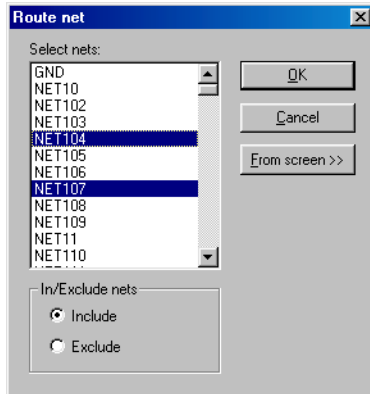 Route net
Select nets:
GND
NET10
NET102
NET103
NET104
NET105
NET106
NET107
NET108
NET109
NET11
NET110
OK
Cancel
From screen >>
In/Exclude nets
Include
Exclude